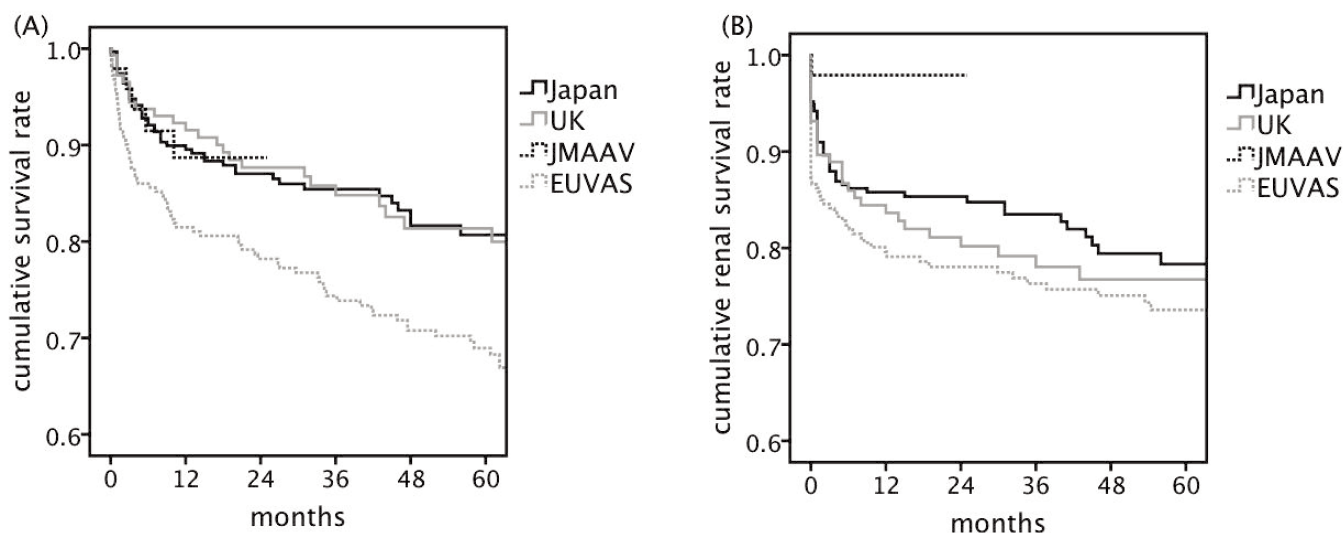 (A)
cumulative survival rate
1.0
0.9
0.8
0.7
0.6
0 12 24 36 48 60
months
Japan
UK
JMAAV
EUVAS
(B)
cumulative renal survival rate
1.0
0.9
0.8
0.7
0.6
0 12 24 36 48 60
months
Japan
UK
JMAAV
EUVAS